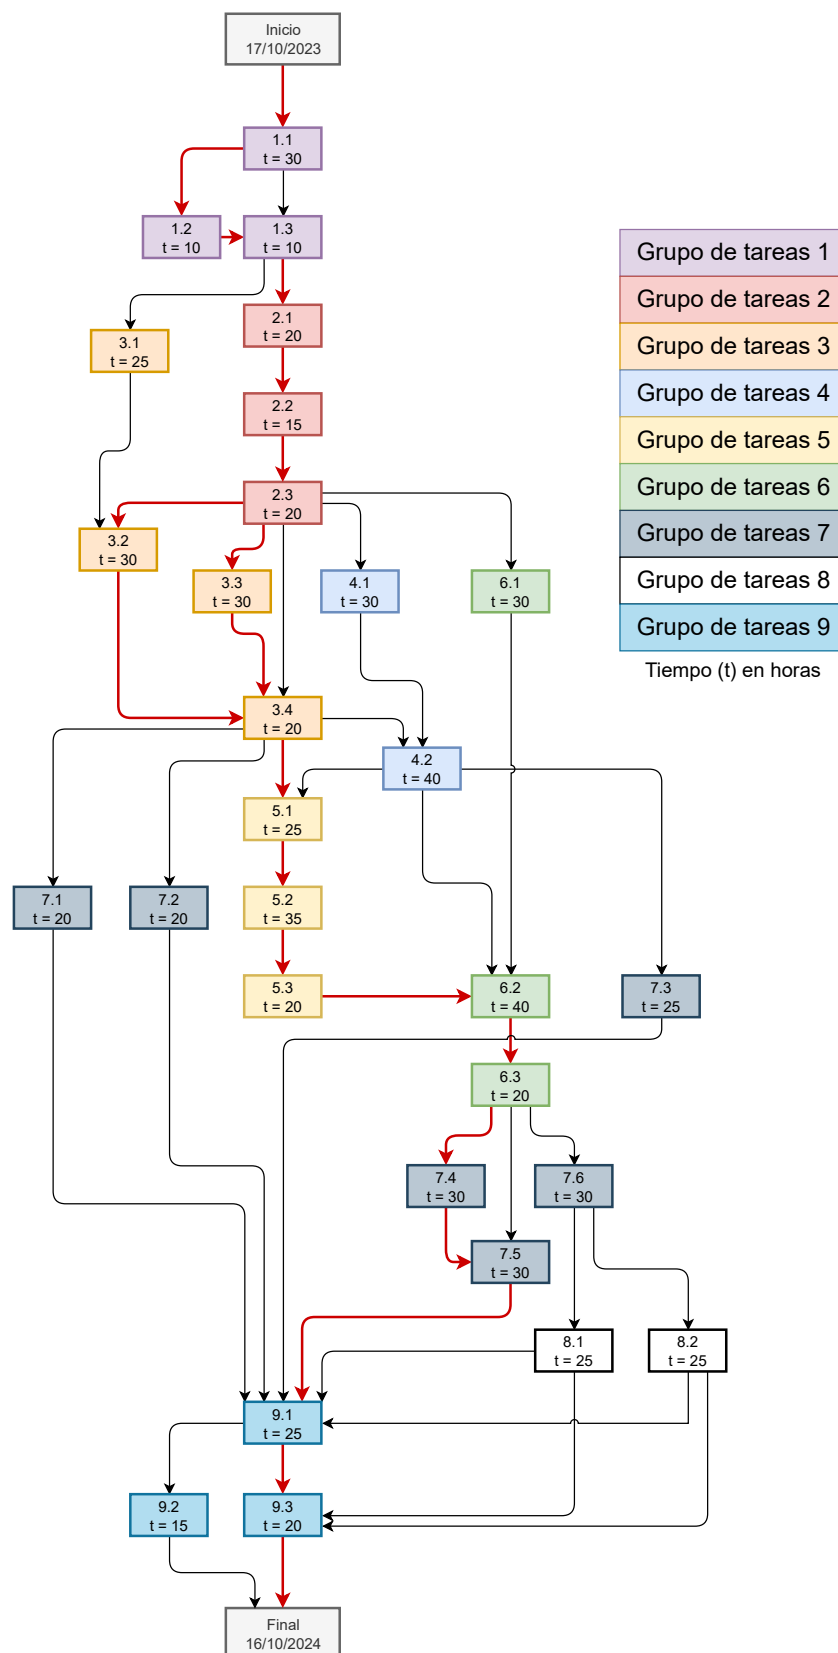 Inicio
17/10/2023
1.1
t = 30
1.2
t = 10
1.3
t = 10
Grupo de tareas 1
Grupo de tareas 2
Grupo de tareas 3
Grupo de tareas 4
Grupo de tareas 5
Grupo de tareas 6
Grupo de tareas 7
Grupo de tareas 8
Grupo de tareas 9
Tiempo (t) en horas
2.1
t = 20
3.1
t = 25
2.2
t = 15
2.3
t = 20
3.2
t = 30
3.3
t = 30
4.1
t = 30
6.1
t = 30
3.4
t = 20
4.2
t = 40
5.1
t = 25
7.1
t = 20
7.2
t = 20
5.2
t = 35
5.3
t = 20
6.2
t = 40
7.3
t = 25
6.3
t = 20
7.4
t = 30
7.6
t = 30
7.5
t = 30
8.1
t = 25
8.2
t = 25
9.1
t = 25
9.2
t = 15
9.3
t = 20
Final
16/10/2024